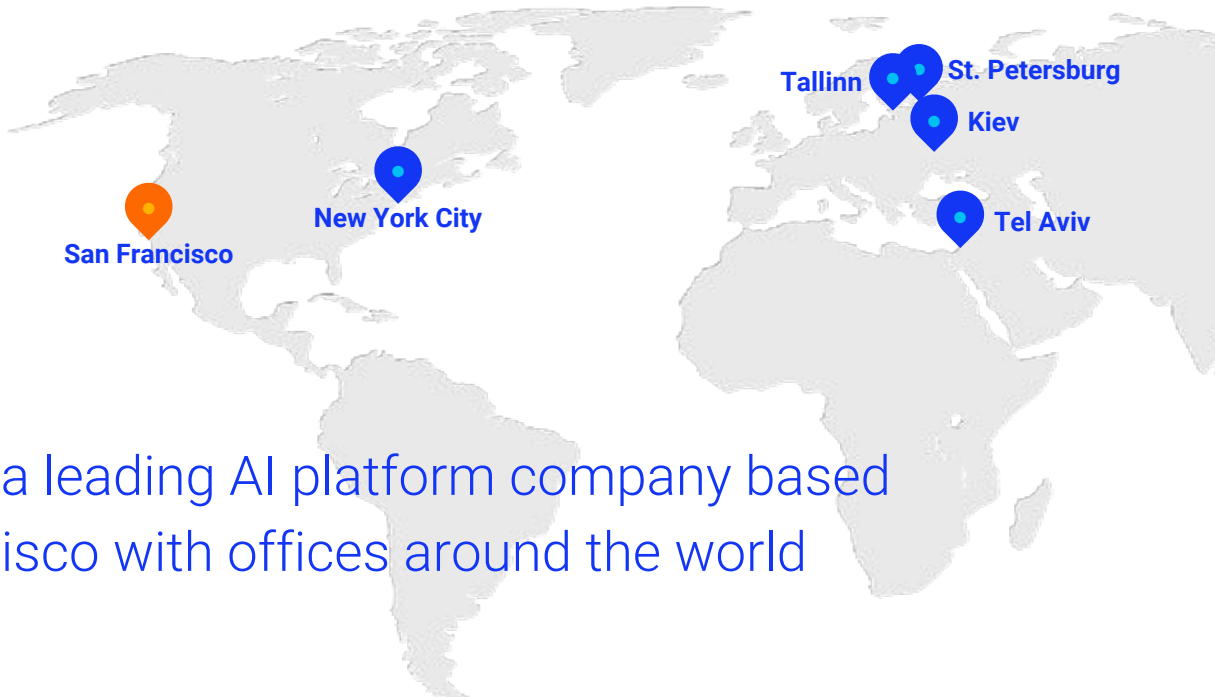 Tallinn
St. Petersburg
Kiev
New York City
Tel Aviv
San Francisco
a leading AI platform company based
isco with offices around the world